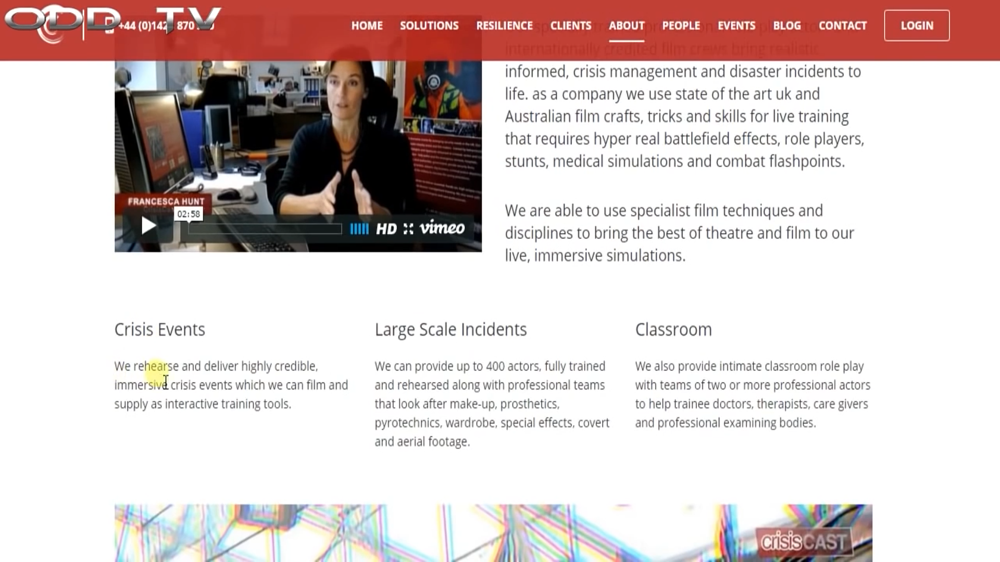 ODD TV
+44 (0)142 870
HOME SOLUTIONS RESILIENCE CLIENTS ABOUT PEOPLE EVENTS BLOG CONTACT LOGIN
internationally credited film crews bring realistic
informed, crisis management and disaster incidents to
life. as a company we use state of the art uk and
Australian film crafts, tricks and skills for live training
that requires hyper real battlefield effects, role players,
stunts, medical simulations and combat flashpoints.
FRANCESCA HUNT
02:58
HD vimeo
We are able to use specialist film techniques and
disciplines to bring the best of theatre and film to our
live, immersive simulations.
Crisis Events
We rehearse and deliver highly credible,
immersive crisis events which we can film and
supply as interactive training tools.
Large Scale Incidents
We can provide up to 400 actors, fully trained
and rehearsed along with professional teams
that look after make-up, prosthetics,
pyrotechnics, wardrobe, special effects, covert
and aerial footage.
Classroom
We also provide intimate classroom role play
with teams of two or more professional actors
to help trainee doctors, therapists, care givers
and professional examining bodies.
crisisCAST